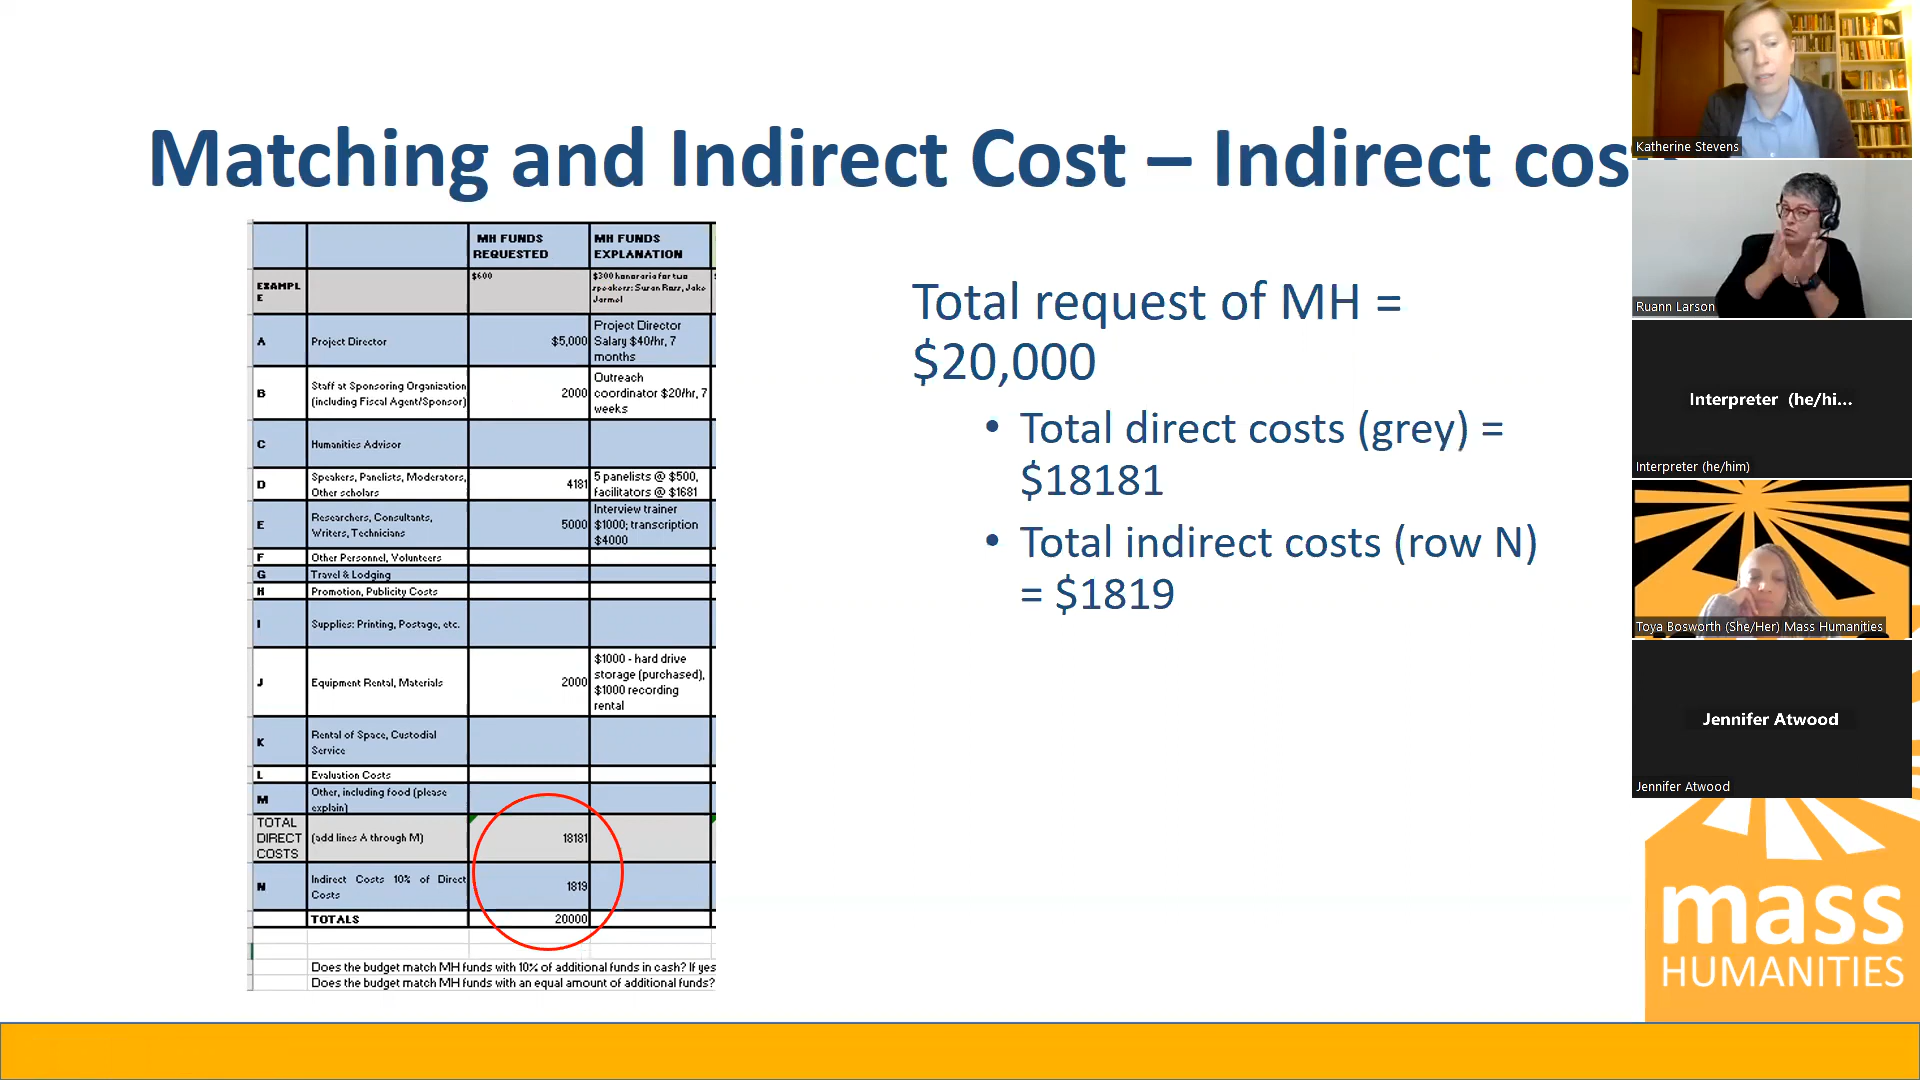 Matching and Indirect Cost – Indirect cos
MH FUNDS REQUESTED
MH FUNDS EXPLANATION
EXAMPLE
$600
$300 honoraria for two speakers: Suran Rass, Jake Jarmel
A
Project Director
$5,000
Project Director Salary $40/hr, 7 months
B
Staff at Sponsoring Organization (including Fiscal Agent/Sponsor)
2000
Outreach coordinator $20/hr, 7 weeks
C
Humanities Advisor
D
Speakers, Panelists, Moderators, Other scholars
4181
5 panelists @ $500, facilitators @ $1681
E
Researchers, Consultants, Writers, Technicians
5000
Interview trainer $1000; transcription $4000
F
Other Personnel, Volunteers
G
Travel & Lodging
H
Promotion, Publicity Costs
I
Supplies: Printing, Postage, etc.
J
Equipment Rental, Materials
2000
$1000 - hard drive storage (purchased), $1000 recording rental
K
Rental of Space, Custodial Service
L
Evaluation Costs
M
Other, including food (please explain)
TOTAL DIRECT COSTS
(add lines A through M)
18181
N
Indirect Costs 10% of Direct Costs
1819
TOTALS
20000
Does the budget match MH funds with 10% of additional funds in cash? If yes
Does the budget match MH funds with an equal amount of additional funds?
Total request of MH =
$20,000
• Total direct costs (grey) =
$18181
• Total indirect costs (row N)
= $1819
Katherine Stevens
Ruann Larson
Interpreter (he/hi...
Interpreter (he/him)
Toya Bosworth (She/Her) Mass Humanities
Jennifer Atwood
Jennifer Atwood
mass
HUMANITIES